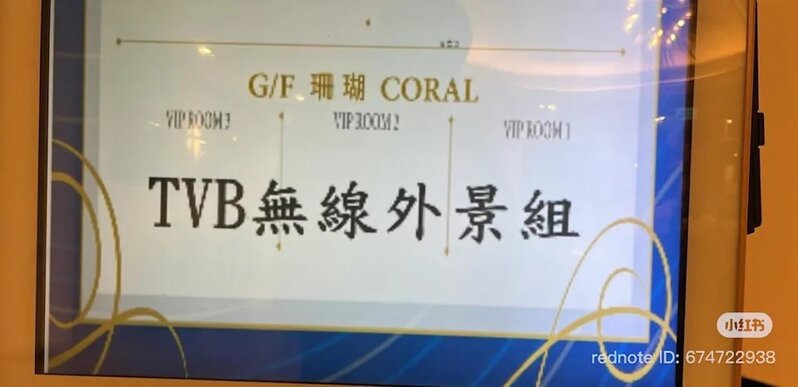 G/F 珊瑚 CORAL
VIP ROOM 3 VIP ROOM 2 VIP ROOM 1
TVB無線外景組
小红书
rednote ID: 674722938